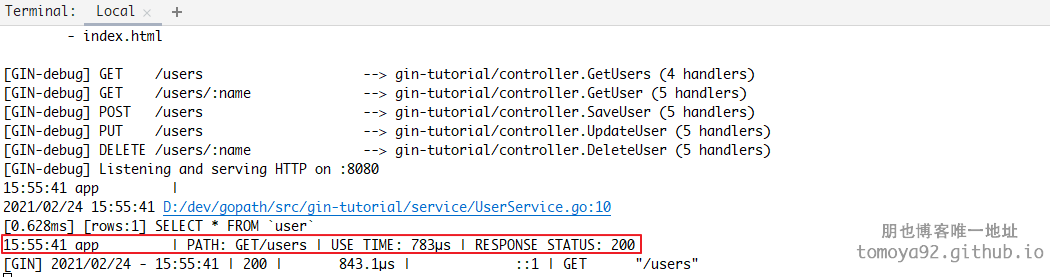 Terminal: Local × +
- index.html
[GIN-debug] GET /users --> gin-tutorial/controller.GetUsers (4 handlers)
[GIN-debug] GET /users/:name --> gin-tutorial/controller.GetUser (5 handlers)
[GIN-debug] POST /users --> gin-tutorial/controller.SaveUser (5 handlers)
[GIN-debug] PUT /users --> gin-tutorial/controller.UpdateUser (5 handlers)
[GIN-debug] DELETE /users/:name --> gin-tutorial/controller.DeleteUser (5 handlers)
[GIN-debug] Listening and serving HTTP on :8080
15:55:41 app |
2021/02/24 15:55:41 D:/dev/gopath/src/gin-tutorial/service/UserService.go:10
[0.628ms] [rows:1] SELECT * FROM `user`
15:55:41 app | PATH: GET/users | USE TIME: 783µs | RESPONSE STATUS: 200
[GIN] 2021/02/24 - 15:55:41 | 200 | 843.1µs | ::1 | GET "/users"
朋也博客唯一地址
tomoya92.github.io